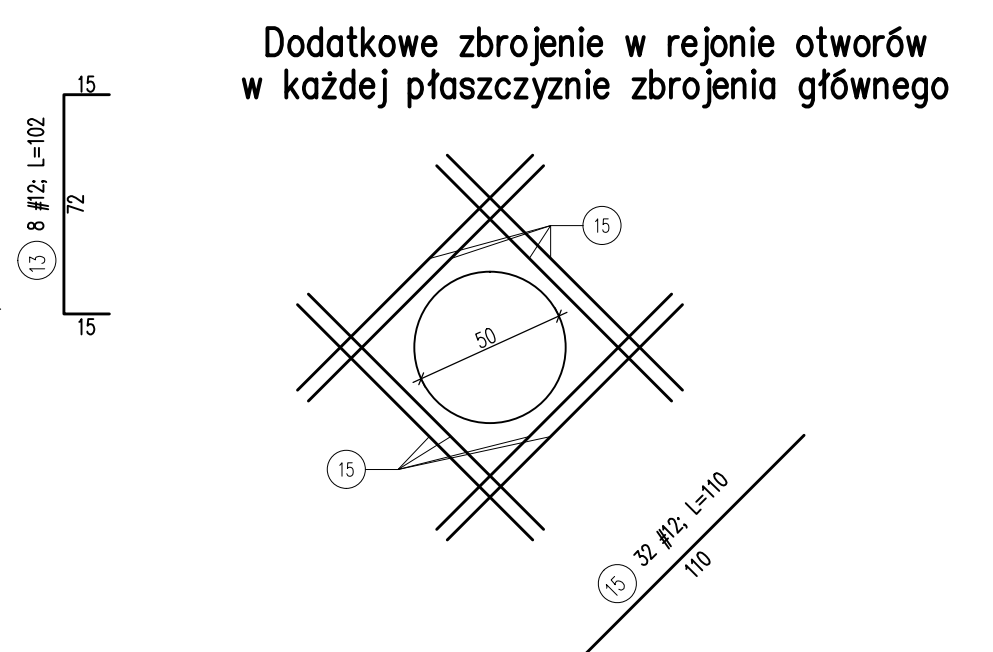 Dodatkowe zbrojenie w rejonie otworów
w każdej płaszczyznie zbrojenia głównego
15
13 8 #12; L=102
72
15
15
50
15
15 32 #12; L=110
110